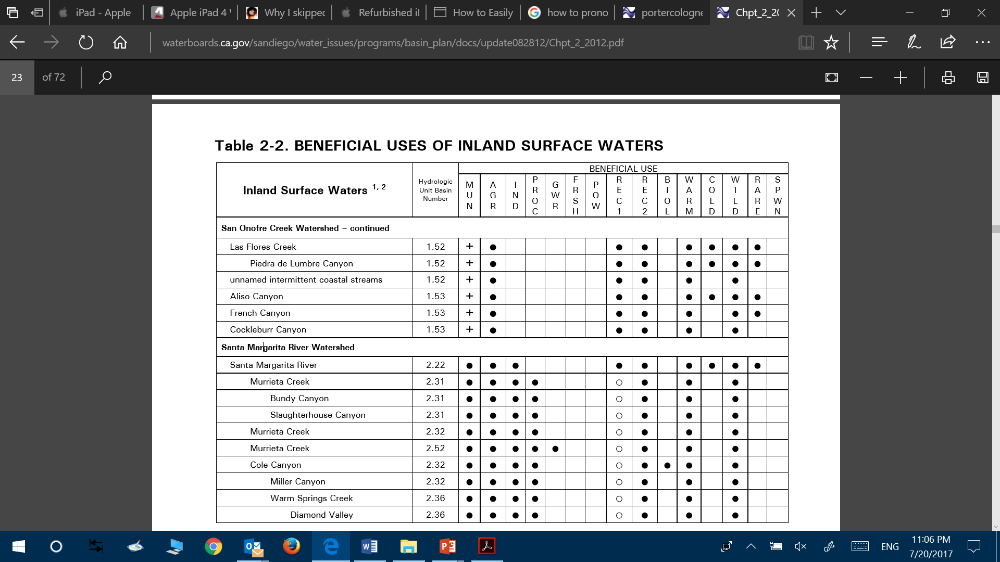 iPad - Apple
Apple iPad 4
Why I skipped
Refurbished
How to Easily
how to prono
portercologne
Chpt_2_20
waterboards.ca.gov/sandiego/water_issues/programs/basin_plan/docs/update082812/Chpt_2_2012.pdf
23 of 72
Table 2-2. BENEFICIAL USES OF INLAND SURFACE WATERS
Inland Surface Waters 1, 2
Hydrologic
Unit Basin
Number
BENEFICIAL USE
MUN AGR IND PROC GWR FRSH POW REC1 REC2 BIOL WARM COLD WILD RARE SPWN
San Onofre Creek Watershed – continued
Las Flores Creek 1.52 + ● ● ● ● ● ● ●
Piedra de Lumbre Canyon 1.52 + ● ● ● ● ● ● ●
unnamed intermittent coastal streams 1.52 + ● ● ● ● ●
Aliso Canyon 1.53 + ● ● ● ● ● ● ●
French Canyon 1.53 + ● ● ● ● ● ●
Cockleburr Canyon 1.53 + ● ● ● ● ●
Santa Margarita River Watershed
Santa Margarita River 2.22 ● ● ● ● ● ● ● ● ●
Murrieta Creek 2.31 ● ● ● ● ○ ● ● ●
Bundy Canyon 2.31 ● ● ● ● ○ ● ● ●
Slaughterhouse Canyon 2.31 ● ● ● ● ○ ● ● ●
Murrieta Creek 2.32 ● ● ● ● ○ ● ● ●
Murrieta Creek 2.52 ● ● ● ● ● ○ ● ● ●
Cole Canyon 2.32 ● ● ● ● ○ ● ● ● ●
Miller Canyon 2.32 ● ● ● ● ○ ● ● ●
Warm Springs Creek 2.36 ● ● ● ● ○ ● ● ●
Diamond Valley 2.36 ● ● ● ● ○ ● ● ●
ENG
11:06 PM
7/20/2017